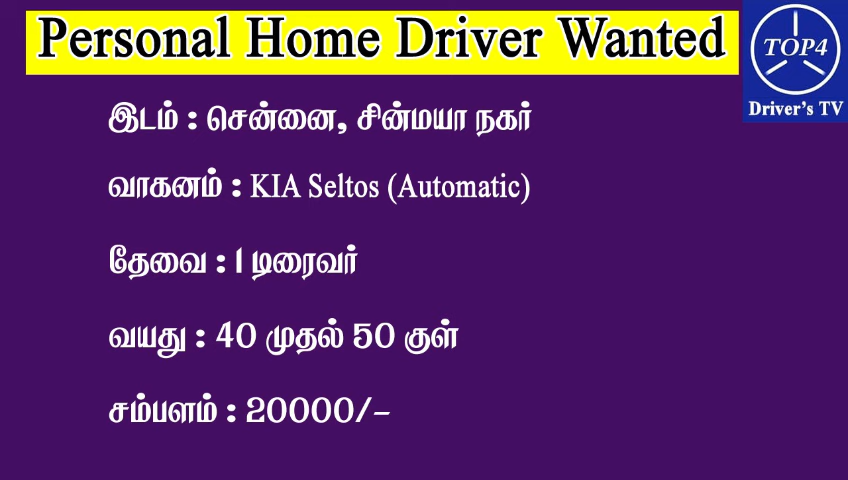 Personal Home Driver Wanted
TOP4
Driver's TV
இடம் : சென்னை, சின்மயா நகர்
வாகனம் : KIA Seltos (Automatic)
தேவை : 1 டிரைவர்
வயது : 40 முதல் 50 குள்
சம்பளம் : 20000/-